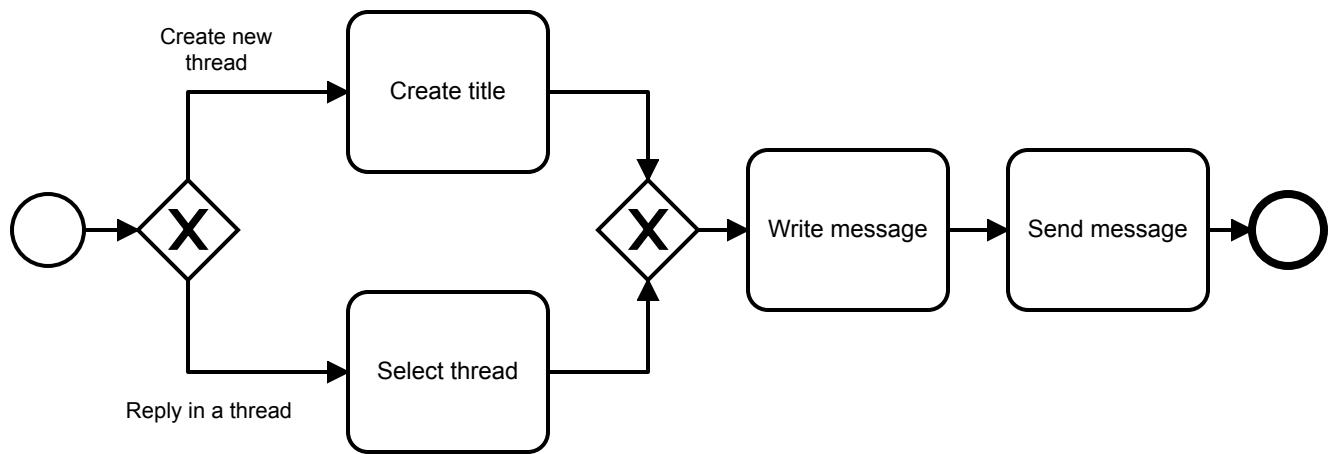 Create new
thread
Create title
X
X
Write message
Send message
Select thread
Reply in a thread